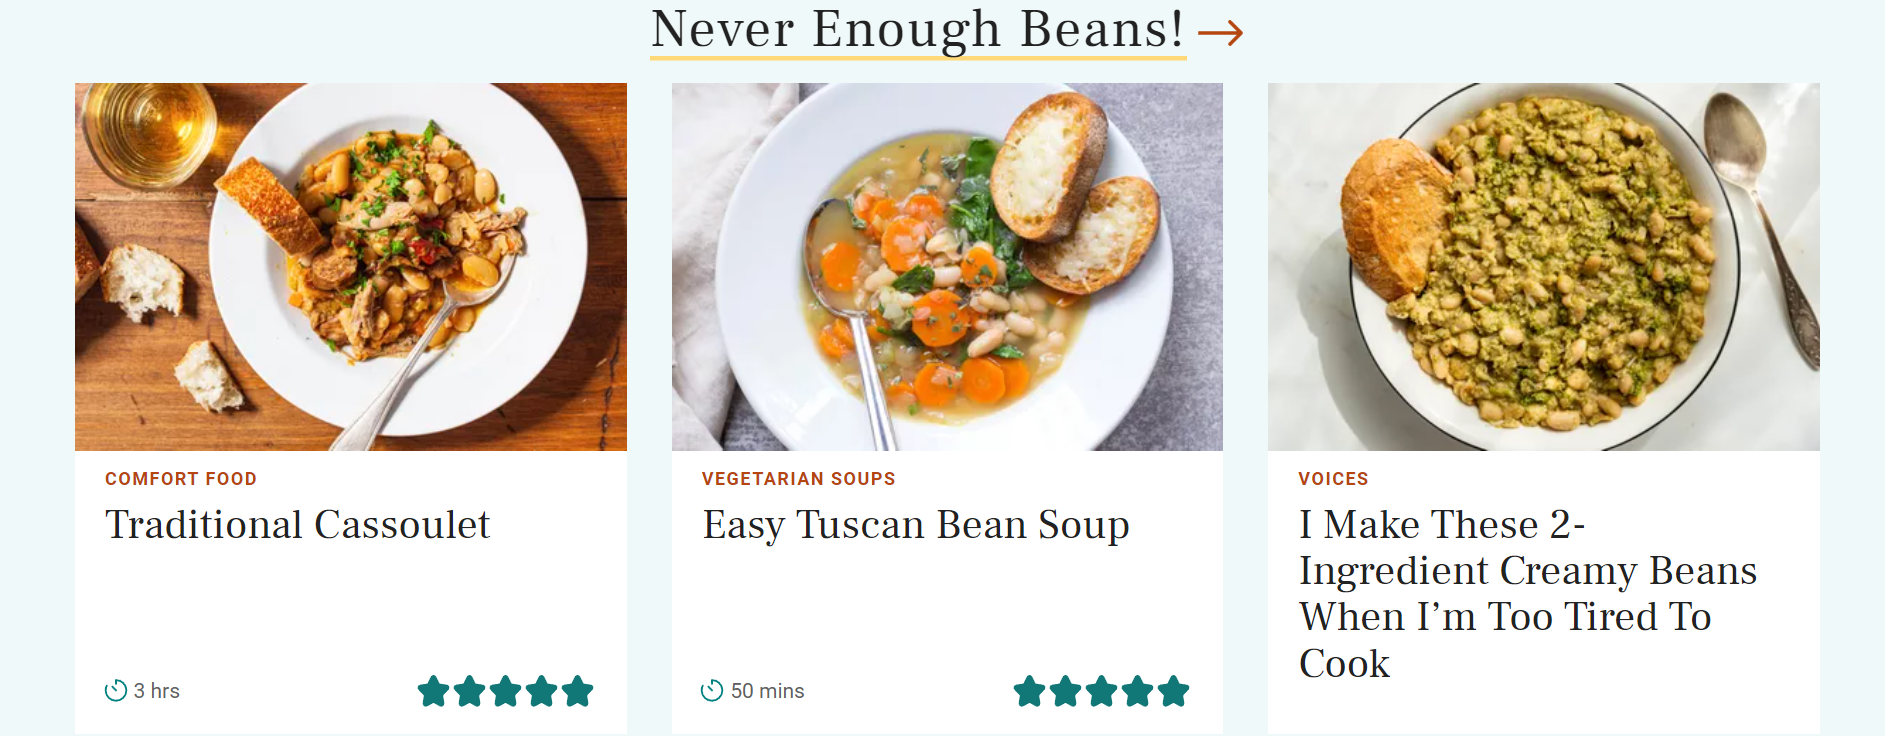 Never Enough Beans!
COMFORT FOOD
Traditional Cassoulet
3 hrs
VEGETARIAN SOUPS
Easy Tuscan Bean Soup
50 mins
VOICES
I Make These 2-
Ingredient Creamy Beans
When I’m Too Tired To
Cook